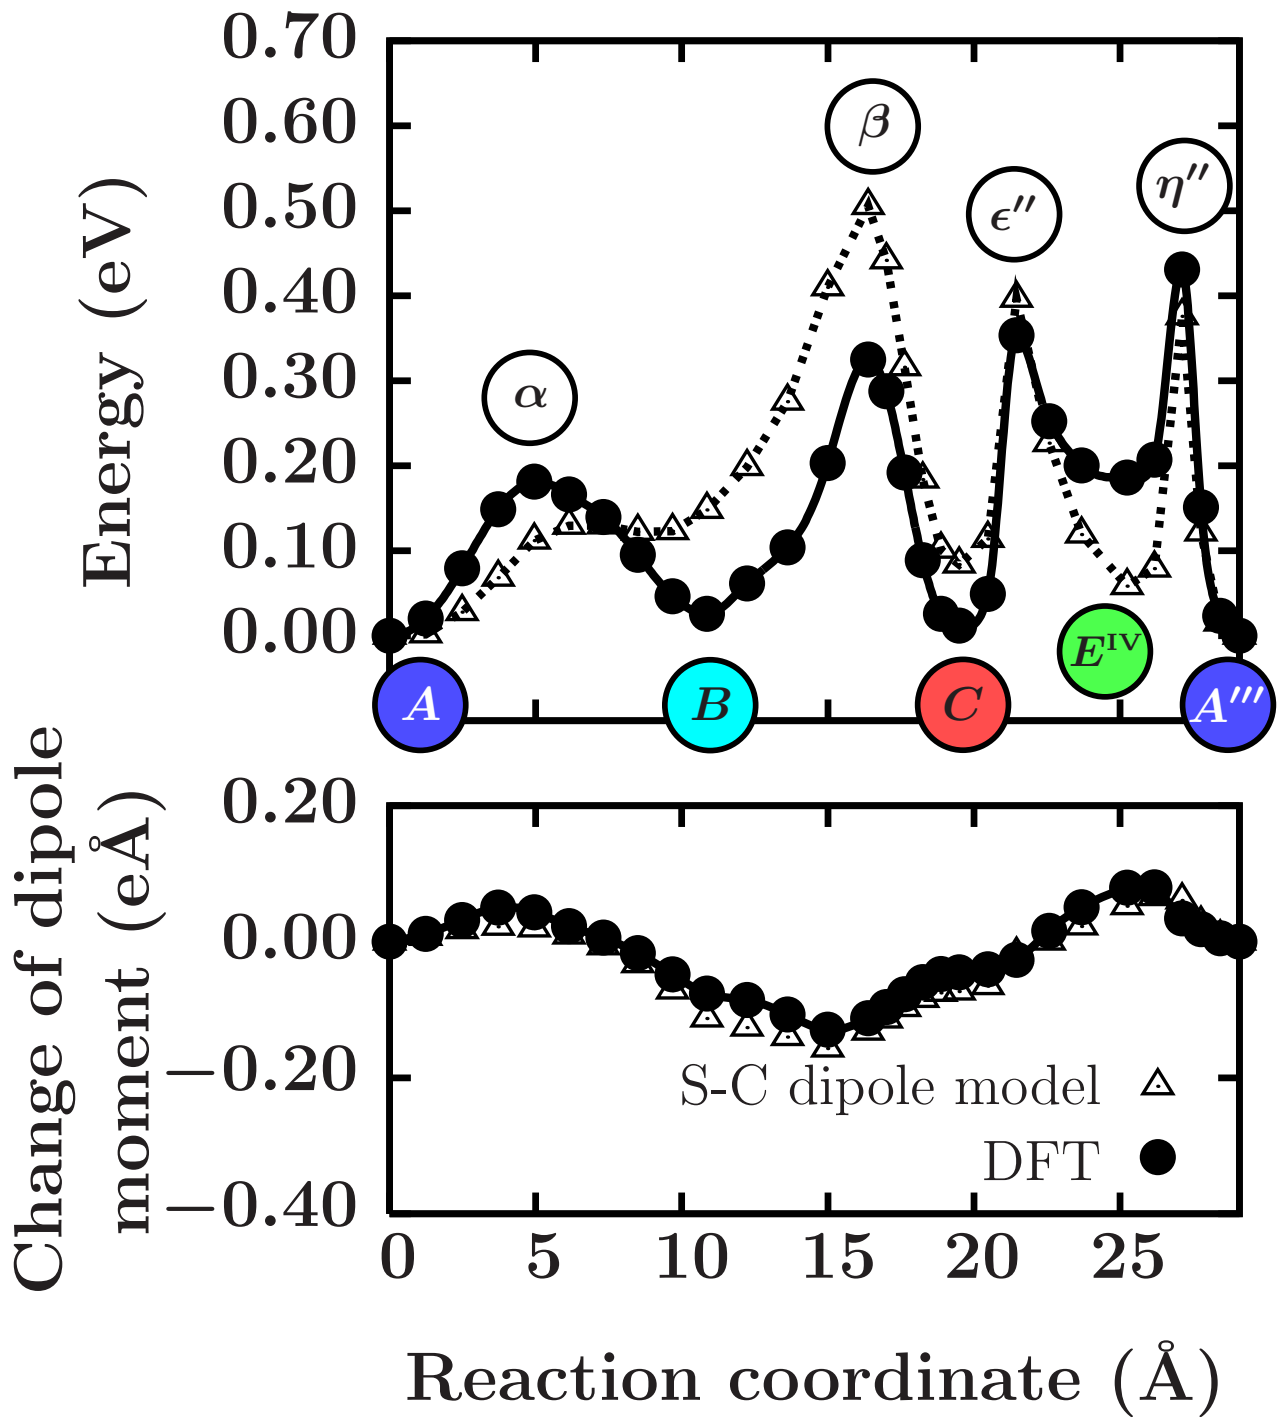 0.70
0.60
0.50
0.40
0.30
0.20
0.10
0.00
Energy (eV)
α
β
ϵ′′
η′′
A
B
C
E^IV
A′′′
0.20
0.00
−0.20
−0.40
Change of dipole
moment (eÅ)
S-C dipole model
DFT
0 5 10 15 20 25
Reaction coordinate (Å)